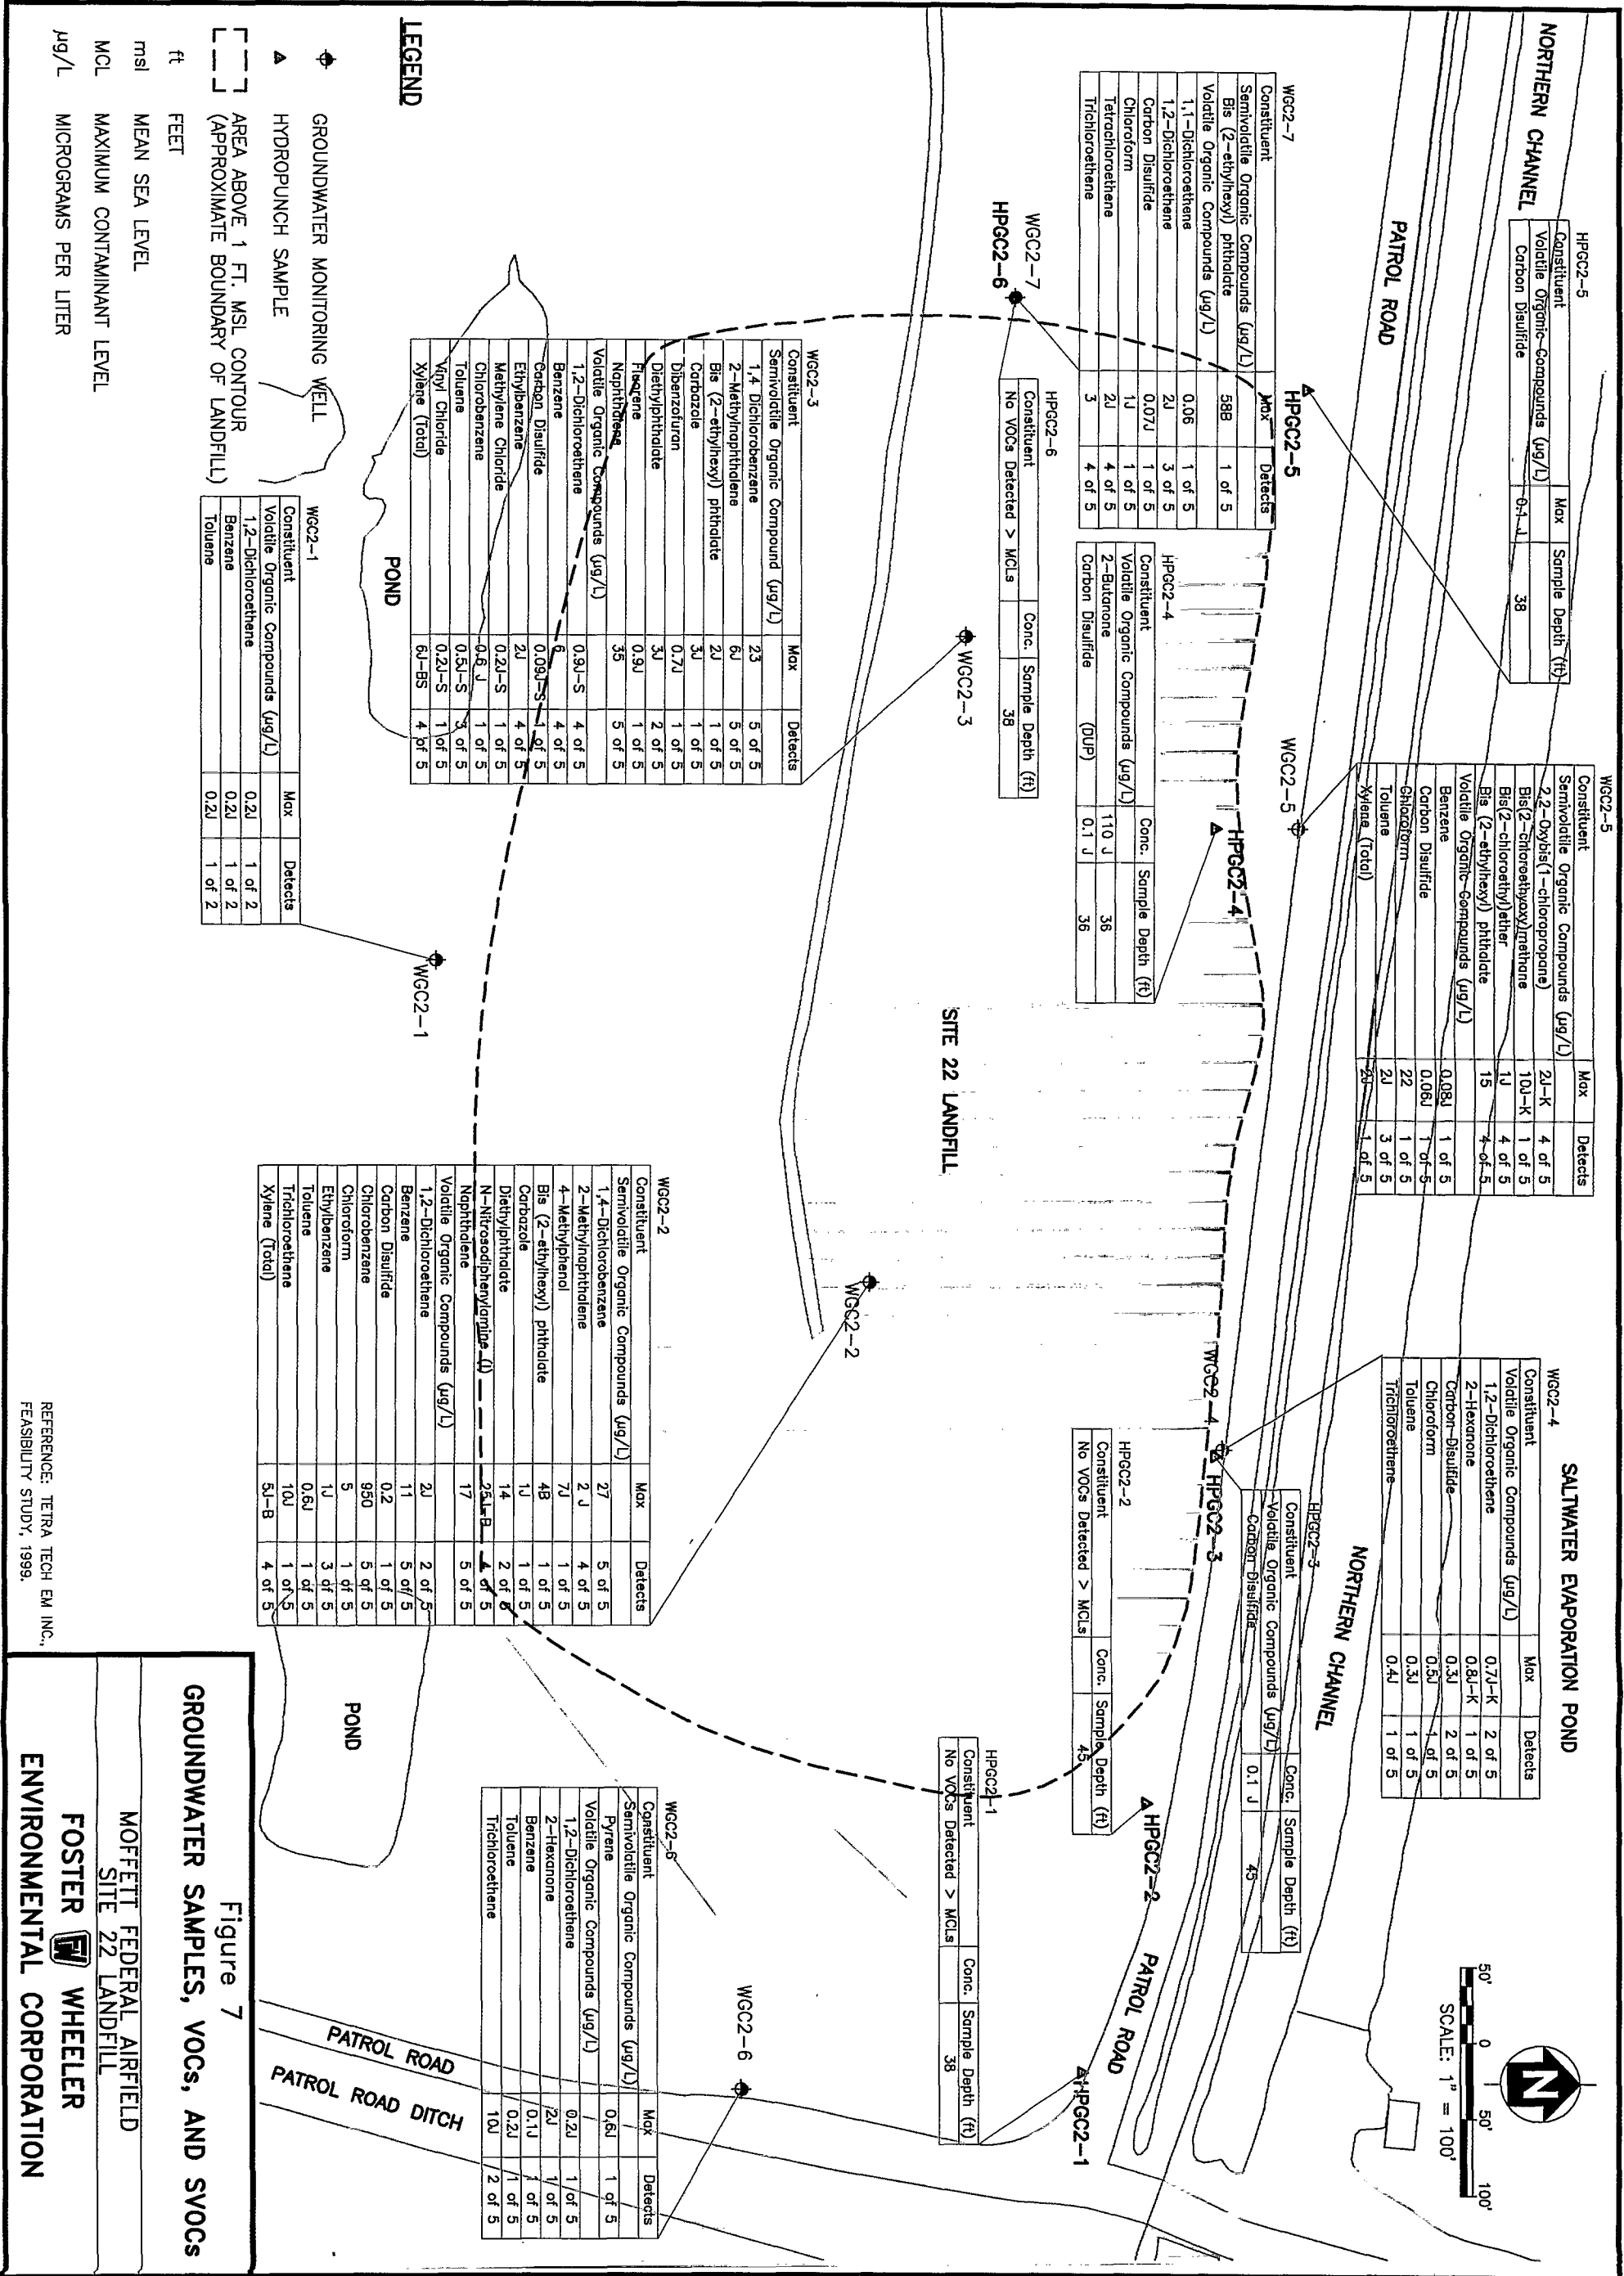 NORTHERN CHANNEL
HPGC2-5
Constituent Max Sample Depth (ft)
Volatile Organic Compounds (µg/L)
Carbon Disulfide 0.1 J 38
PATROL ROAD
WGC2-5
Constituent Max Detects
Semivolatile Organic Compounds (µg/L)
2,2-Oxybis(1-chloropropane) 2J-K 4 of 5
Bis(2-chloroethyoxy)methane 10J-K 1 of 5
Bis(2-chloroethyl)ether 1J 4 of 5
Bis (2-ethylhexyl) phthalate 15 4 of 5
Volatile Organic Compounds (µg/L)
Benzene 0.08J 1 of 5
Carbon Disulfide 0.06J 1 of 5
Chloroform 22 1 of 5
Toluene 2J 3 of 5
Xylene (Total) 2J 1 of 5
SALTWATER EVAPORATION POND
WGC2-4
Constituent Max Detects
Volatile Organic Compounds (µg/L)
1,2-Dichloroethene 0.7J-K 2 of 5
2-Hexanone 0.8J-K 1 of 5
Carbon Disulfide 0.3J 2 of 5
Chloroform 0.5J 1 of 5
Toluene 0.3J 1 of 5
Trichloroethene 0.4J 1 of 5
NORTHERN CHANNEL
N
50' 0 50' 100'
SCALE: 1" = 100'
WGC2-7
Constituent Max Detects
Semivolatile Organic Compounds (µg/L)
Bis (2-ethylhexyl) phthalate 58B 1 of 5
Volatile Organic Compounds (µg/L)
1,1-Dichloroethene 0.06 1 of 5
1,2-Dichloroethene 2J 3 of 5
Carbon Disulfide 0.07J 1 of 5
Chloroform 1J 1 of 5
Tetrachloroethene 2J 4 of 5
Trichloroethene 3 4 of 5
HPGC2-5
WGC2-5
HPGC2-3
Constituent Conc. Sample Depth (ft)
Volatile Organic Compounds (µg/L)
Carbon Disulfide 0.1 J 45
HPGC2-4
WGC2-4
HPGC2-3
HPGC2-4
Constituent Conc. Sample Depth (ft)
Volatile Organic Compounds (µg/L)
2-Butanone 110 J 36
Carbon Disulfide (DUP) 0.1 J 36
HPGC2-2
Constituent Conc. Sample Depth (ft)
No VOCs Detected > MCLs 45
HPGC2-2
PATROL ROAD
HPGC2-1
WGC2-7
HPGC2-6
HPGC2-6
Constituent Conc. Sample Depth (ft)
No VOCs Detected > MCLs 38
HPGC2-1
Constituent Conc. Sample Depth (ft)
No VOCs Detected > MCLs 38
WGC2-3
SITE 22 LANDFILL
WGC2-2
WGC2-3
Constituent Max Detects
Semivolatile Organic Compound (µg/L)
1,4 Dichlorobenzene 23 5 of 5
2-Methylnaphthalene 6J 5 of 5
Bis (2-ethylhexyl) phthalate 2J 1 of 5
Carbazole 3J 1 of 5
Dibenzofuran 0.7J 1 of 5
Diethylphthalate 3J 2 of 5
Fluorene 0.9J 1 of 5
Naphthalene 35 5 of 5
Volatile Organic Compounds (µg/L)
1,2-Dichloroethene 0.9J-S 4 of 5
Benzene 6 4 of 5
Carbon Disulfide 0.09J-S 1 of 5
Ethylbenzene 2J 4 of 5
Methylene Chloride 0.2J-S 1 of 5
Chlorobenzene 0.6 J 1 of 5
Toluene 0.5J-S 3 of 5
Vinyl Chloride 0.2J-S 1 of 5
Xylene (Total) 6J-BS 4 of 5
POND
WGC2-6
WGC2-2
Constituent Max Detects
Semivolatile Organic Compounds (µg/L)
1,4-Dichlorobenzene 27 5 of 5
2-Methylnaphthalene 2 J 4 of 5
4-Methylphenol 7J 1 of 5
Bis (2-ethylhexyl) phthalate 4B 1 of 5
Carbazole 1J 1 of 5
Diethylphthalate 14 2 of 5
N-Nitrosodiphenylamine (1) 25J-B 4 of 5
Naphthalene 17 5 of 5
Volatile Organic Compounds (µg/L)
1,2-Dichloroethene 2J 2 of 5
Benzene 11 5 of 5
Carbon Disulfide 0.2 1 of 5
Chlorobenzene 950 5 of 5
Chloroform 5 1 of 5
Ethylbenzene 1J 3 of 5
Toluene 0.6J 1 of 5
Trichloroethene 10J 1 of 5
Xylene (Total) 5J-B 4 of 5
WGC2-6
Constituent Max Detects
Semivolatile Organic Compounds (µg/L)
Pyrene 0.6J 1 of 5
Volatile Organic Compounds (µg/L)
1,2-Dichloroethene 0.2J 1 of 5
2-Hexanone 2J 1 of 5
Benzene 0.1J 1 of 5
Toluene 0.2J 1 of 5
Trichloroethene 10J 2 of 5
WGC2-1
WGC2-1
Constituent Max Detects
Volatile Organic Compounds (µg/L)
1,2-Dichloroethene 0.2J 1 of 2
Benzene 0.2J 1 of 2
Toluene 0.2J 1 of 2
POND
PATROL ROAD
PATROL ROAD DITCH
LEGEND
GROUNDWATER MONITORING WELL
HYDROPUNCH SAMPLE
AREA ABOVE 1 FT. MSL CONTOUR
(APPROXIMATE BOUNDARY OF LANDFILL)
ft FEET
msl MEAN SEA LEVEL
MCL MAXIMUM CONTAMINANT LEVEL
µg/L MICROGRAMS PER LITER
REFERENCE: TETRA TECH EM INC.,
FEASIBILITY STUDY, 1999.
Figure 7
GROUNDWATER SAMPLES, VOCs, AND SVOCs
MOFFETT FEDERAL AIRFIELD
SITE 22 LANDFILL
FOSTER FW WHEELER
ENVIRONMENTAL CORPORATION